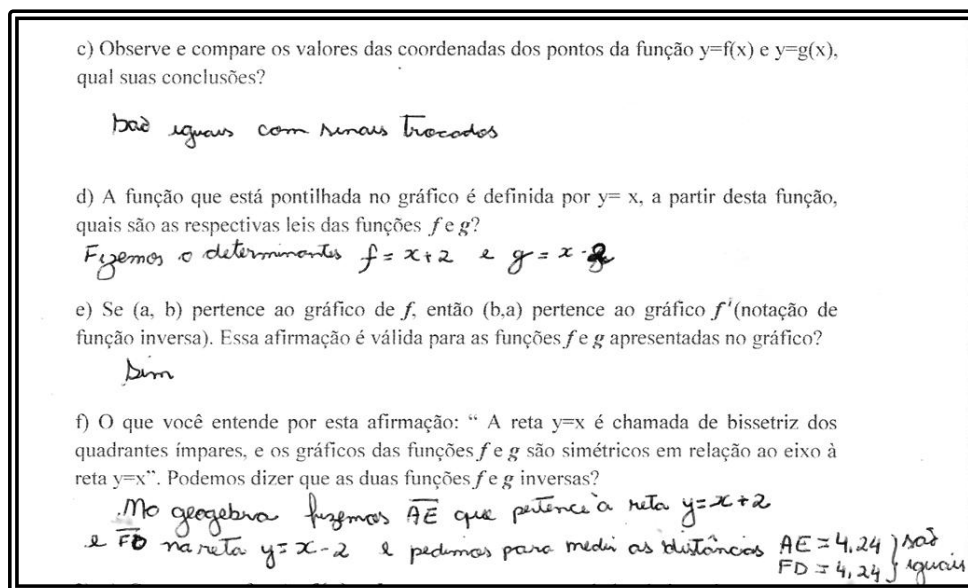 c) Observe e compare os valores das coordenadas dos pontos da função y=f(x) e y=g(x),
qual suas conclusões?
são iguais com sinais trocados
d) A função que está pontilhada no gráfico é definida por y= x, a partir desta função,
quais são as respectivas leis das funções f e g?
Fizemos o determinantes f = x+2 e g = x-2
e) Se (a, b) pertence ao gráfico de f, então (b,a) pertence ao gráfico f'(notação de
função inversa). Essa afirmação é válida para as funções f e g apresentadas no gráfico?
Sim
f) O que você entende por esta afirmação: “ A reta y=x é chamada de bissetriz dos
quadrantes ímpares, e os gráficos das funções f e g são simétricos em relação ao eixo à
reta y=x”. Podemos dizer que as duas funções f e g inversas?
No geogebra fizemos AE que pertence a reta y=x+2
e FD na reta y=x-2 e pedimos para medir as distâncias AE=4,24 } são
FD=4,24 } iguais